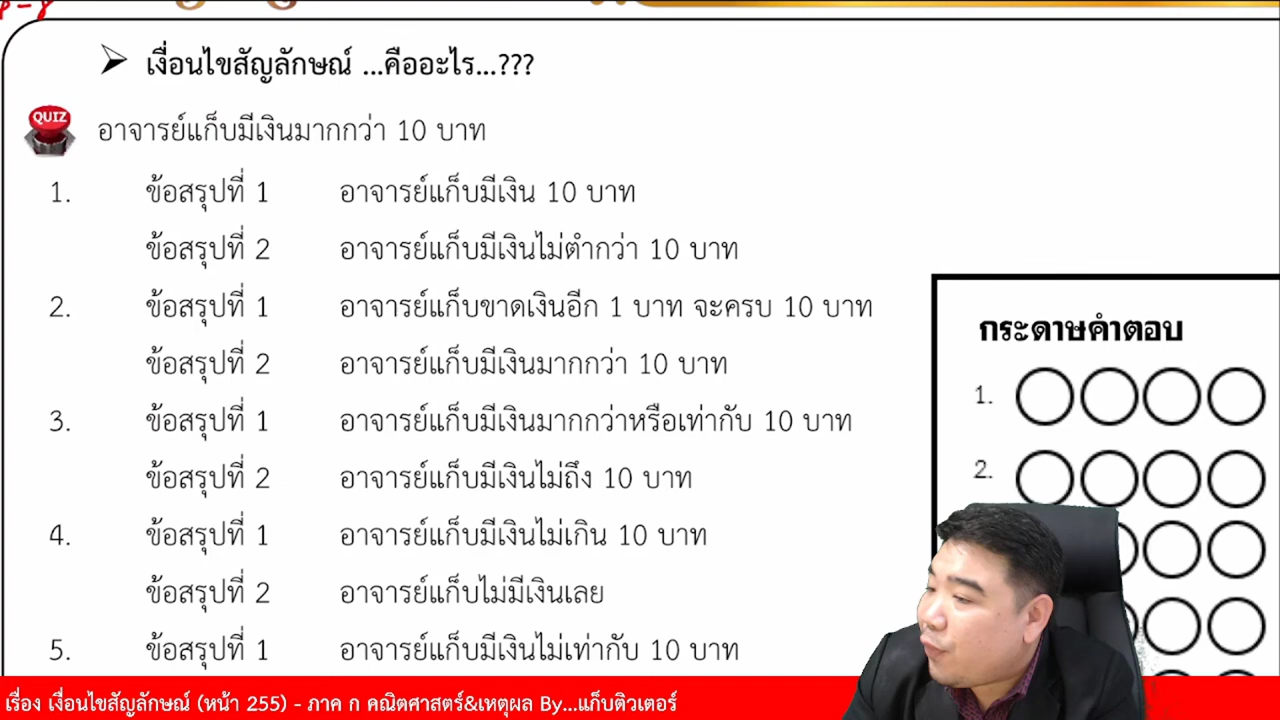 เงื่อนไขสัญลักษณ์ ...คืออะไร...???
QUIZ อาจารย์แก็บมีเงินมากกว่า 10 บาท
1. ข้อสรุปที่ 1 อาจารย์แก็บมีเงิน 10 บาท
ข้อสรุปที่ 2 อาจารย์แก็บมีเงินไม่ต่ำกว่า 10 บาท
2. ข้อสรุปที่ 1 อาจารย์แก็บขาดเงินอีก 1 บาท จะครบ 10 บาท
ข้อสรุปที่ 2 อาจารย์แก็บมีเงินมากกว่า 10 บาท
3. ข้อสรุปที่ 1 อาจารย์แก็บมีเงินมากกว่าหรือเท่ากับ 10 บาท
ข้อสรุปที่ 2 อาจารย์แก็บมีเงินไม่ถึง 10 บาท
4. ข้อสรุปที่ 1 อาจารย์แก็บมีเงินไม่เกิน 10 บาท
ข้อสรุปที่ 2 อาจารย์แก็บไม่มีเงินเลย
5. ข้อสรุปที่ 1 อาจารย์แก็บมีเงินไม่เท่ากับ 10 บาท
กระดาษคำตอบ
1.
2.
เรื่อง เงื่อนไขสัญลักษณ์ (หน้า 255) - ภาค ก คณิตศาสตร์&เหตุผล By...แก็บติวเตอร์